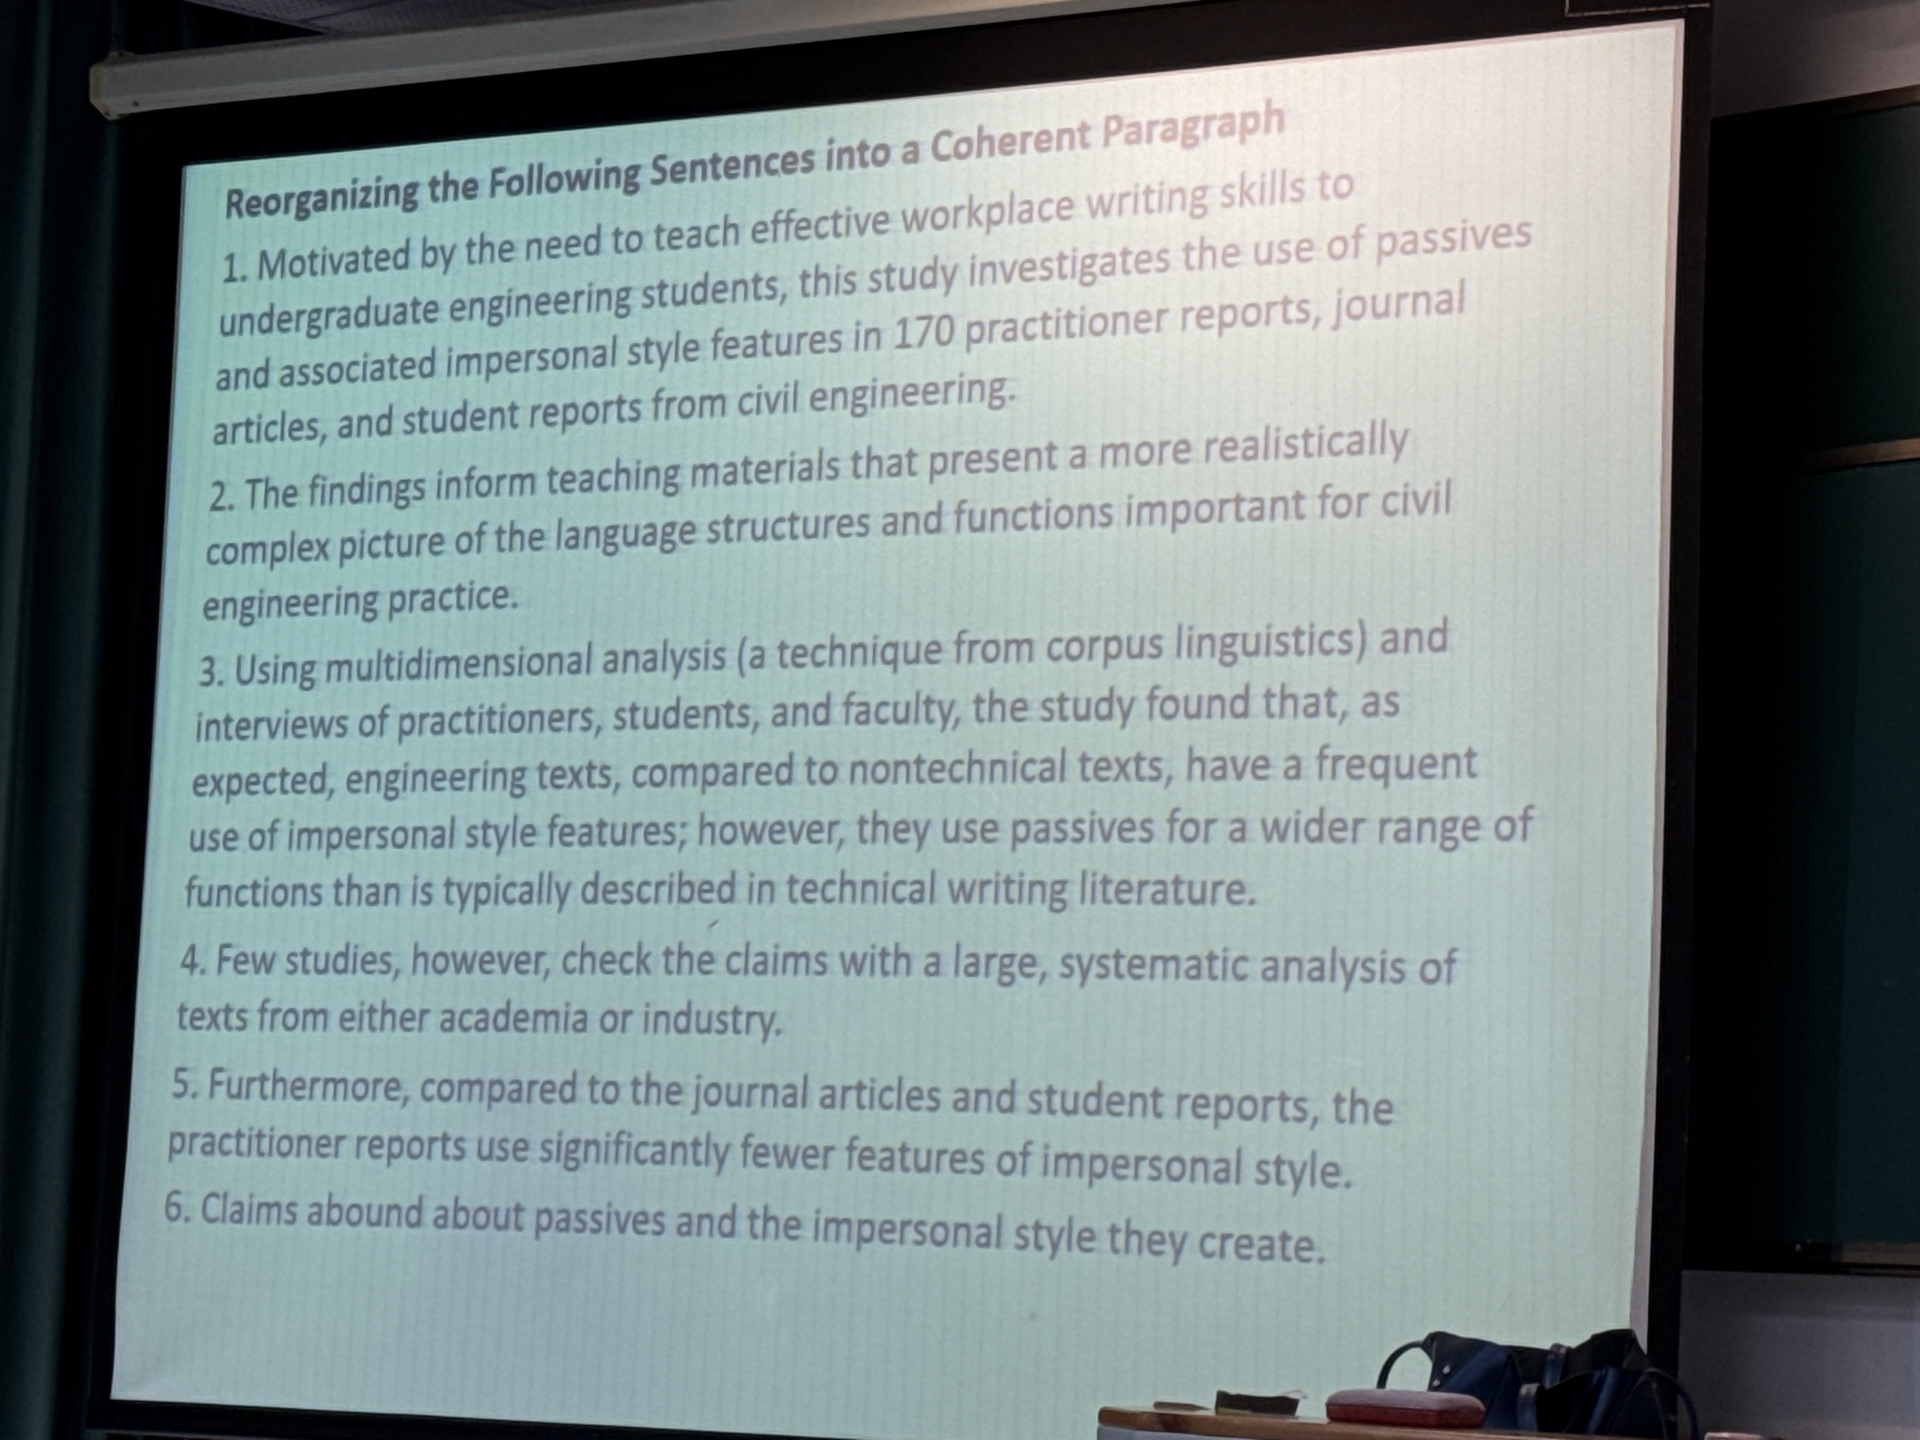 Reorganizing the Following Sentences into a Coherent Paragraph
1. Motivated by the need to teach effective workplace writing skills to
undergraduate engineering students, this study investigates the use of passives
and associated impersonal style features in 170 practitioner reports, journal
articles, and student reports from civil engineering.
2. The findings inform teaching materials that present a more realistically
complex picture of the language structures and functions important for civil
engineering practice.
3. Using multidimensional analysis (a technique from corpus linguistics) and
interviews of practitioners, students, and faculty, the study found that, as
expected, engineering texts, compared to nontechnical texts, have a frequent
use of impersonal style features; however, they use passives for a wider range of
functions than is typically described in technical writing literature.
4. Few studies, however, check the claims with a large, systematic analysis of
texts from either academia or industry.
5. Furthermore, compared to the journal articles and student reports, the
practitioner reports use significantly fewer features of impersonal style.
6. Claims abound about passives and the impersonal style they create.